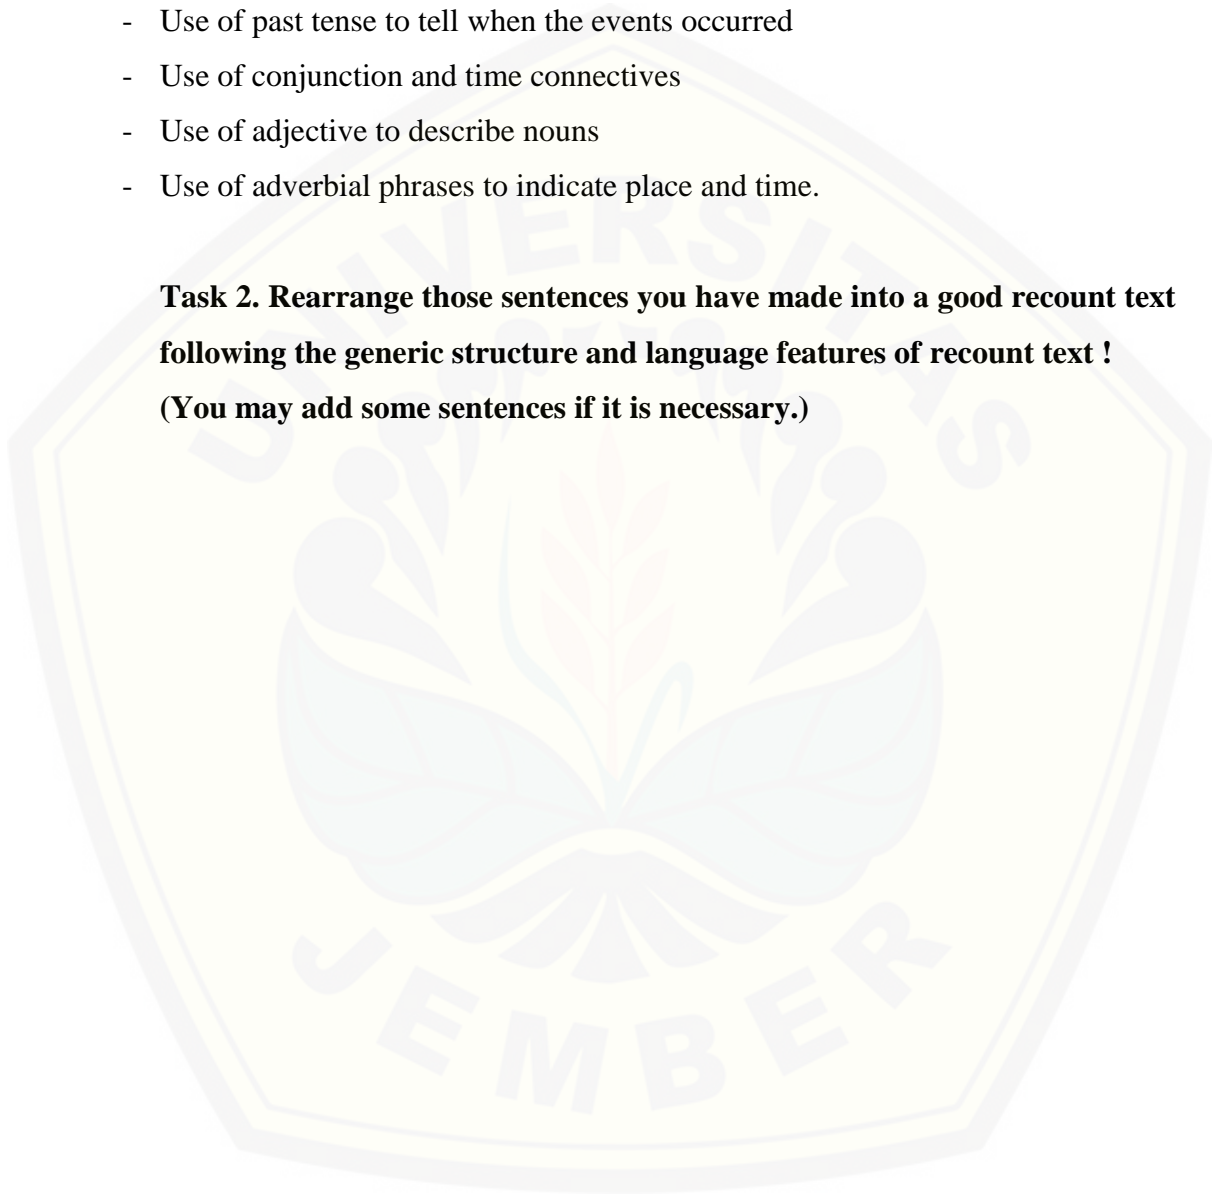 - Use of past tense to tell when the events occurred
- Use of conjunction and time connectives
- Use of adjective to describe nouns
- Use of adverbial phrases to indicate place and time.
Task 2. Rearrange those sentences you have made into a good recount text
following the generic structure and language features of recount text !
(You may add some sentences if it is necessary.)
UNIVERSITAS
JEMBER